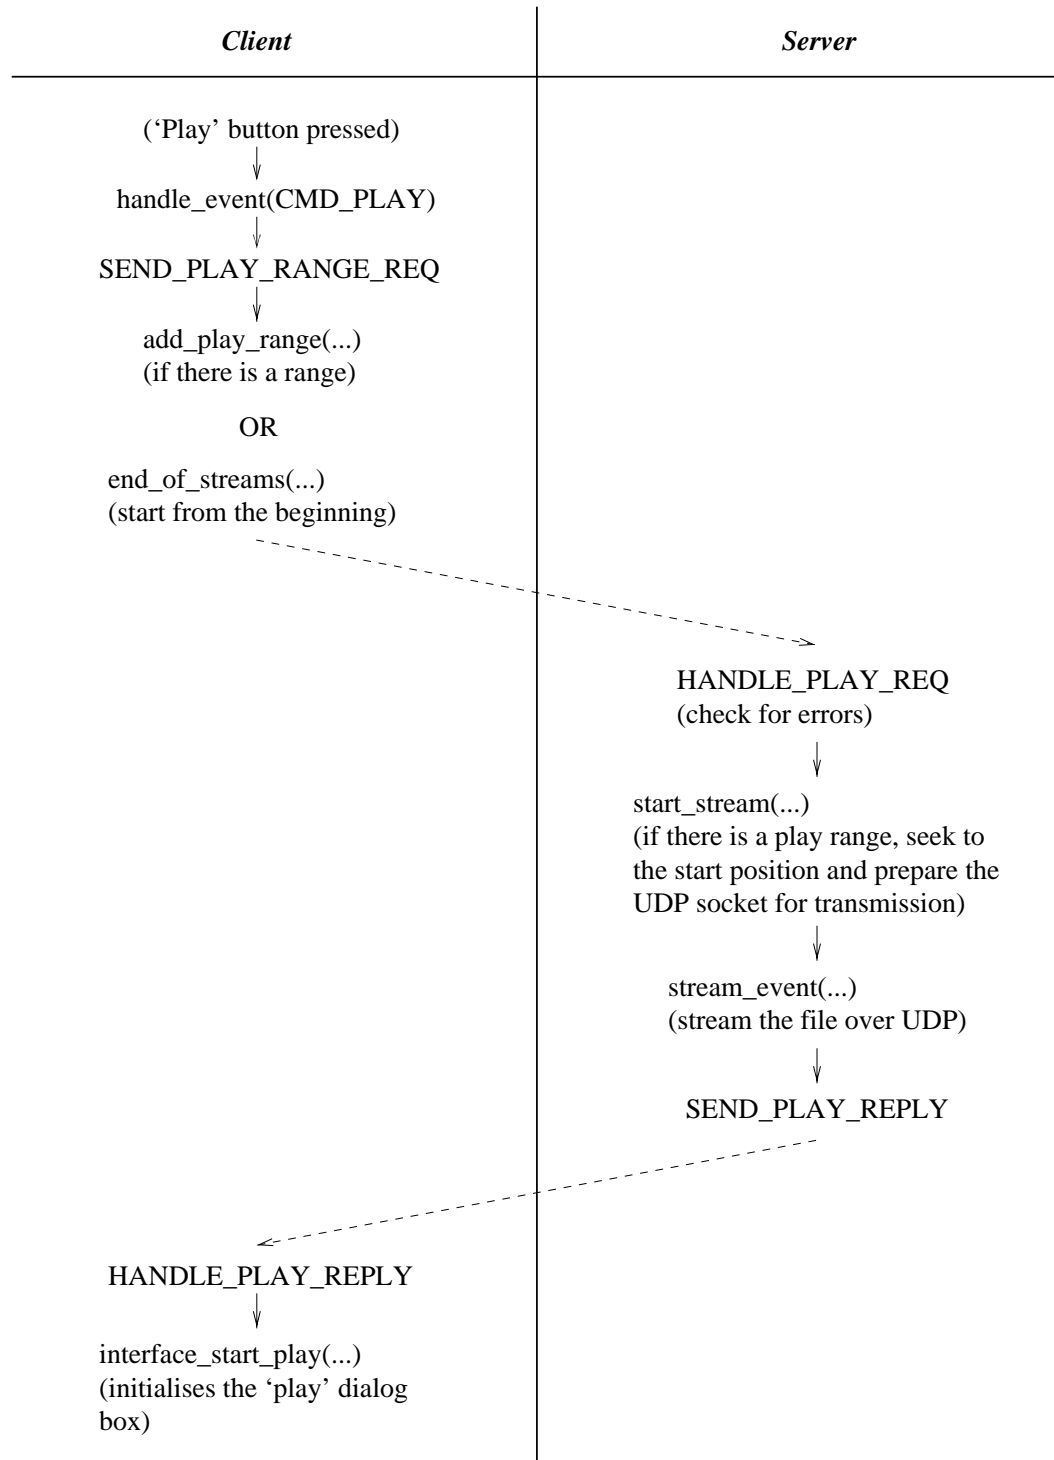 Client
Server
(‘Play’ button pressed)
handle_event(CMD_PLAY)
SEND_PLAY_RANGE_REQ
add_play_range(...)
(if there is a range)
OR
end_of_streams(...)
(start from the beginning)
HANDLE_PLAY_REQ
(check for errors)
start_stream(...)
(if there is a play range, seek to
the start position and prepare the
UDP socket for transmission)
stream_event(...)
(stream the file over UDP)
SEND_PLAY_REPLY
HANDLE_PLAY_REPLY
interface_start_play(...)
(initialises the ‘play’ dialog
box)